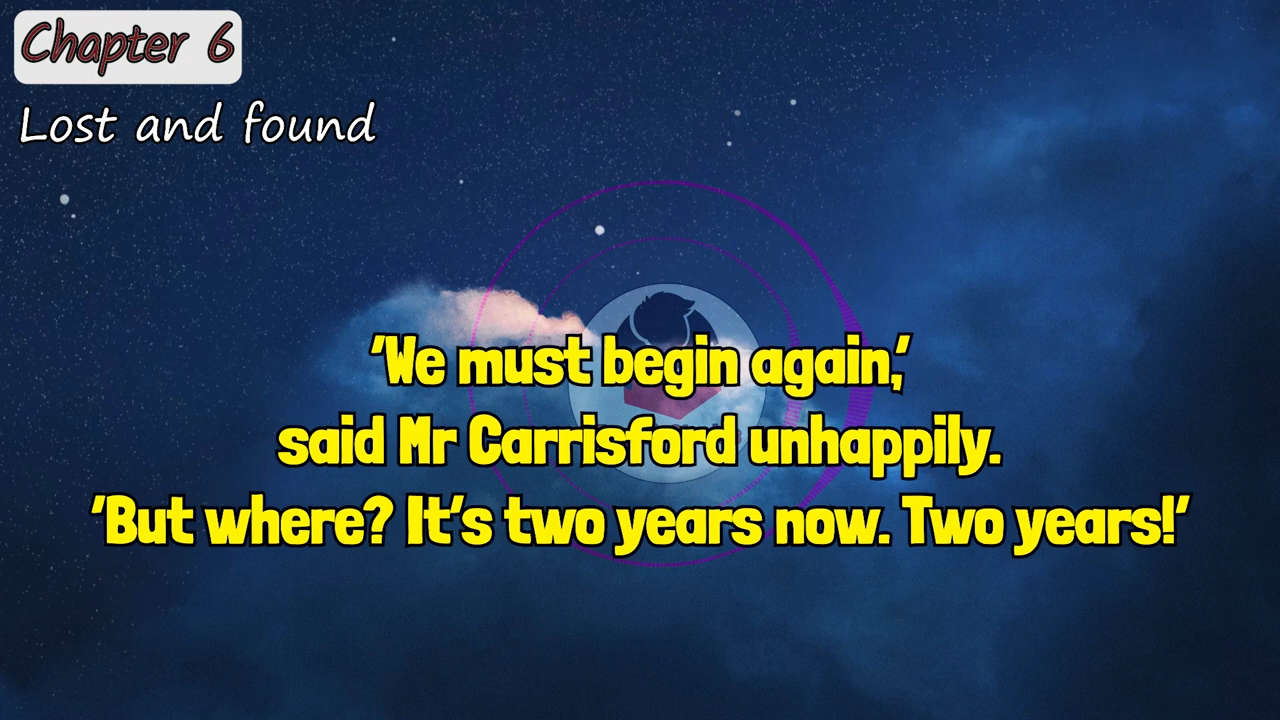 Chapter 6
Lost and found
'We must begin again,'
said Mr Carrisford unhappily.
'But where? It's two years now. Two years!'